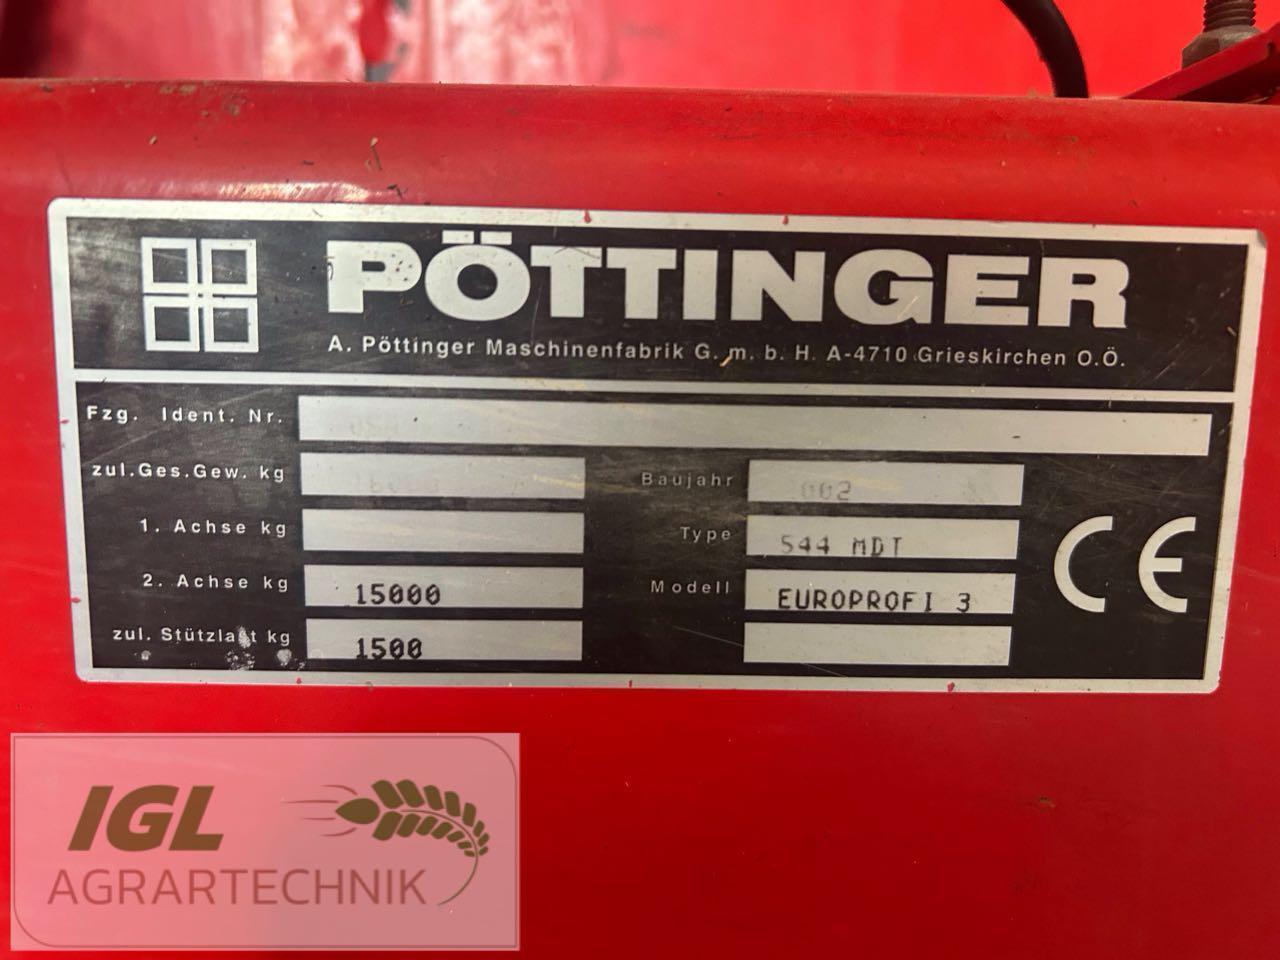 PÖTTINGER
A. Pöttinger Maschinenfabrik G. m. b. H. A-4710 Grieskirchen O.Ö.
Fzg. Ident. Nr.
zul.Ges.Gew. kg
Baujahr
1. Achse kg
Type 544 MDT
2. Achse kg 15000
Modell EUROPROFI 3
zul. Stützlast kg 1500
CE
IGL
AGRARTECHNIK